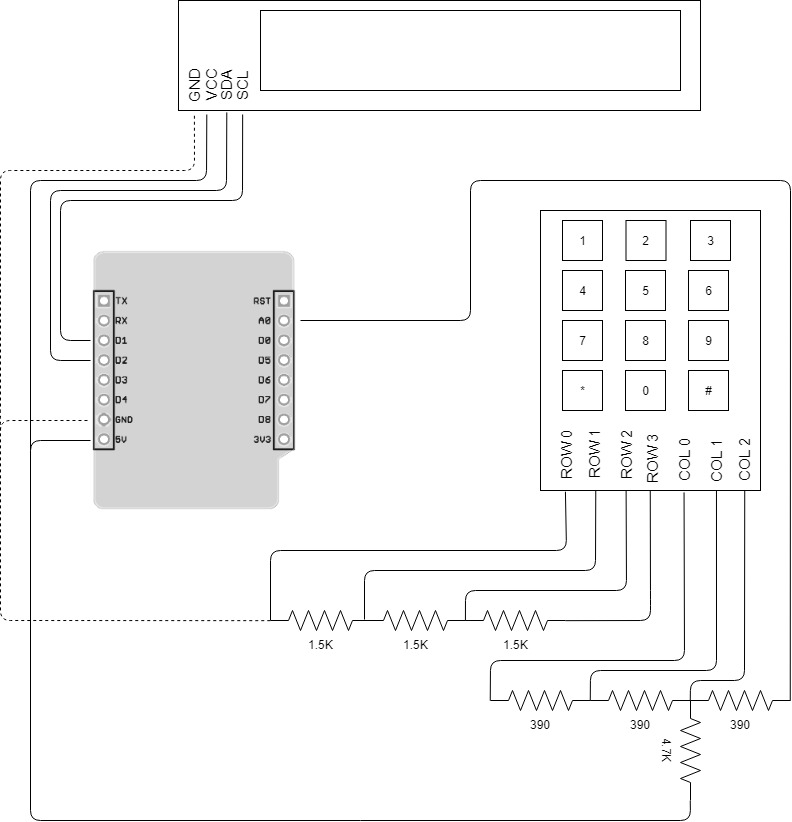 GND
VCC
SDA
SCL
1 2 3
4 5 6
7 8 9
* 0 #
ROW 0
ROW 1
ROW 2
ROW 3
COL 0
COL 1
COL 2
TX RST
RX A0
D1 D0
D2 D5
D3 D6
D4 D7
GND D8
5V 3V3
1.5K 1.5K 1.5K
390 390 390
4.7K